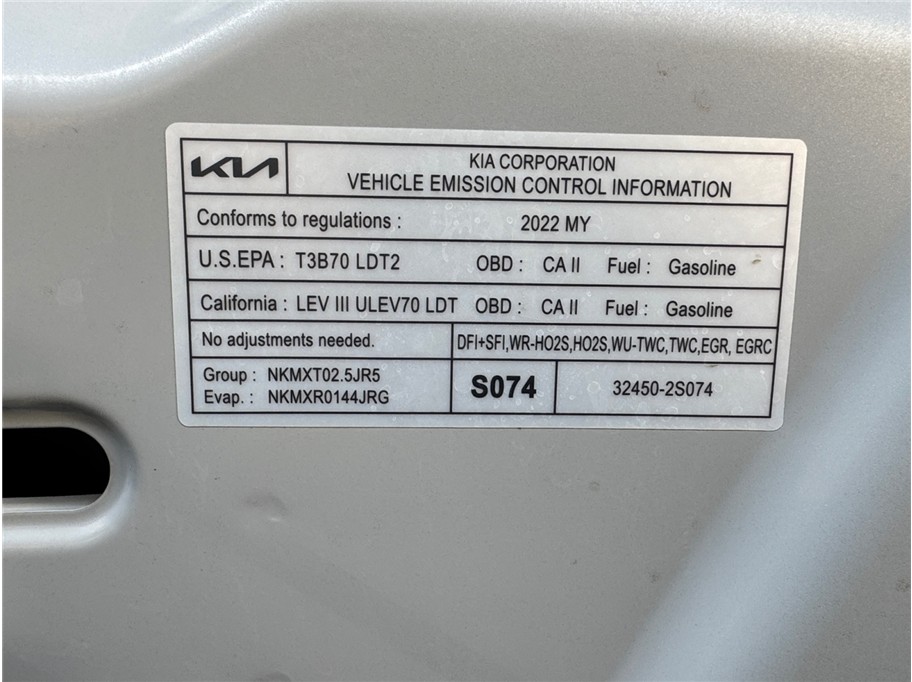 KIA
KIA CORPORATION
VEHICLE EMISSION CONTROL INFORMATION
Conforms to regulations : 2022 MY
U.S.EPA : T3B70 LDT2 OBD : CA II Fuel : Gasoline
California : LEV III ULEV70 LDT OBD : CA II Fuel : Gasoline
No adjustments needed. DFI+SFI,WR-HO2S,HO2S,WU-TWC,TWC,EGR, EGRC
Group : NKMXT02.5JR5
Evap. : NKMXR0144JRG
S074
32450-2S074